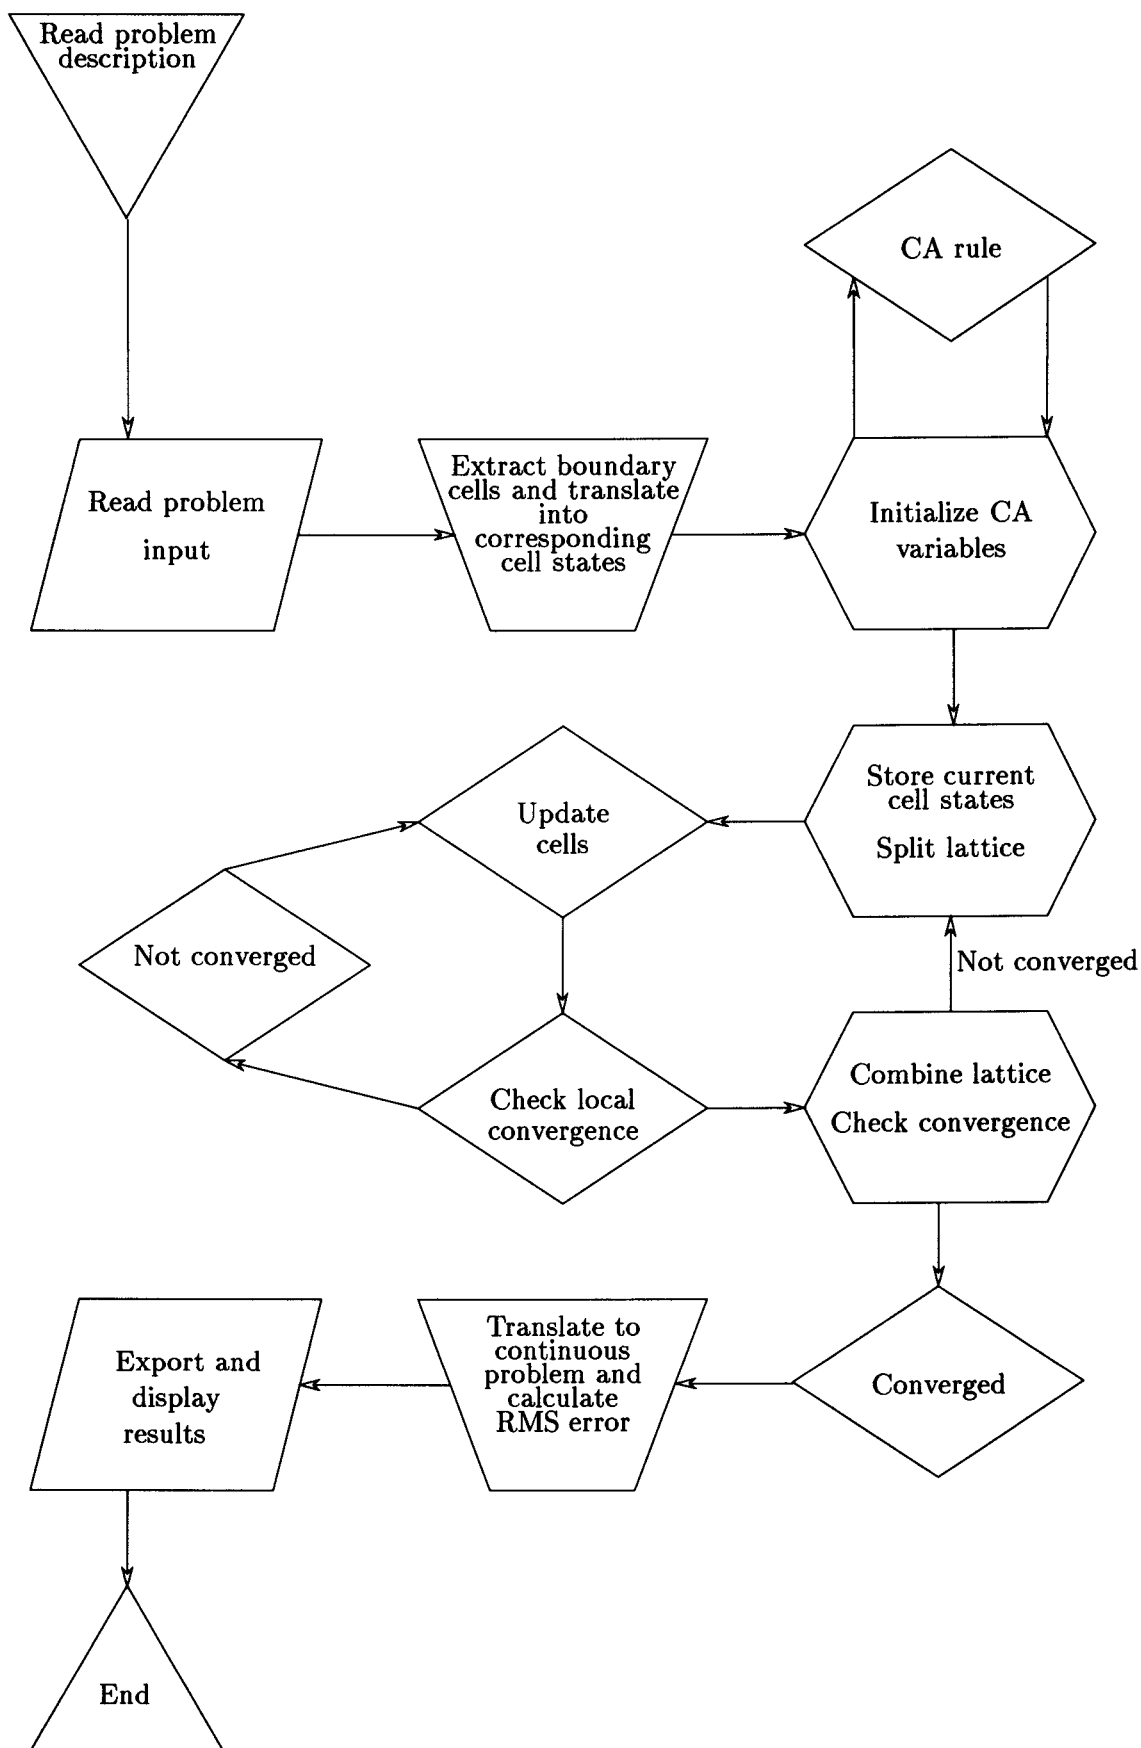 Read problem
description
CA rule
Read problem
input
Extract boundary
cells and translate
into
corresponding
cell states
Initialize CA
variables
Store current
cell states
Split lattice
Update
cells
Not converged
Not converged
Check local
convergence
Combine lattice
Check convergence
Converged
Translate to
continuous
problem and
calculate
RMS error
Export and
display
results
End